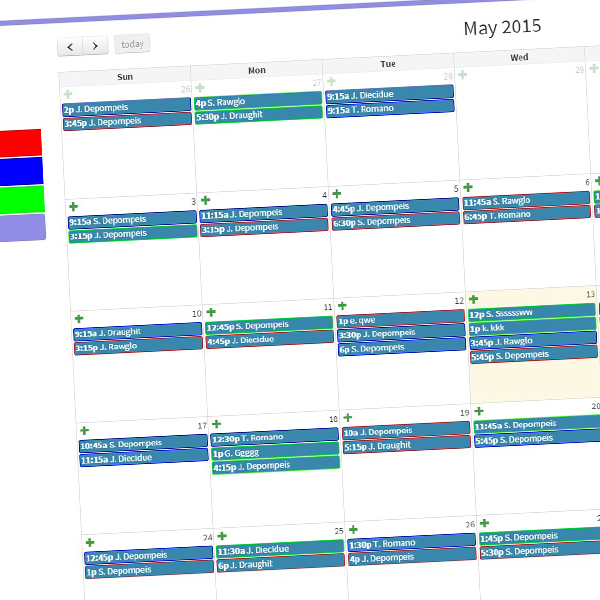 May 2015
today
Sun Mon Tue Wed
26 27 28 29
2p J. Depompeis
3:45p J. Depompeis
4p S. Rawglo
5:30p J. Draughit
9:15a J. Diecidue
9:15a T. Romano
3 4 5 6
9:15a S. Depompeis
3:15p J. Depompeis
11:15a J. Depompeis
3:15p J. Depompeis
4:45p J. Depompeis
6:30p S. Depompeis
11:45a S. Rawglo
6:45p T. Romano
10 11 12 13
9:15a J. Draughit
3:15p J. Rawglo
12:45p S. Depompeis
4:45p J. Diecidue
1p e. qwe
3:30p J. Depompeis
6p S. Depompeis
1p k. kkk
3:45p J. Rawglo
5:45p S. Depompeis
17 18 19 20
10:45a S. Depompeis
11:15a J. Diecidue
12:30p T. Romano
1p G. Ggggg
4:15p J. Depompeis
10a J. Depompeis
5:15p J. Draughit
11:45a S. Depompeis
5:45p S. Depompeis
24 25 26
12:45p J. Depompeis
1p S. Depompeis
11:30a J. Diecidue
6p J. Draughit
1:30p T. Romano
4p J. Depompeis
1:45p S. Depompeis
5:30p S. Depompeis